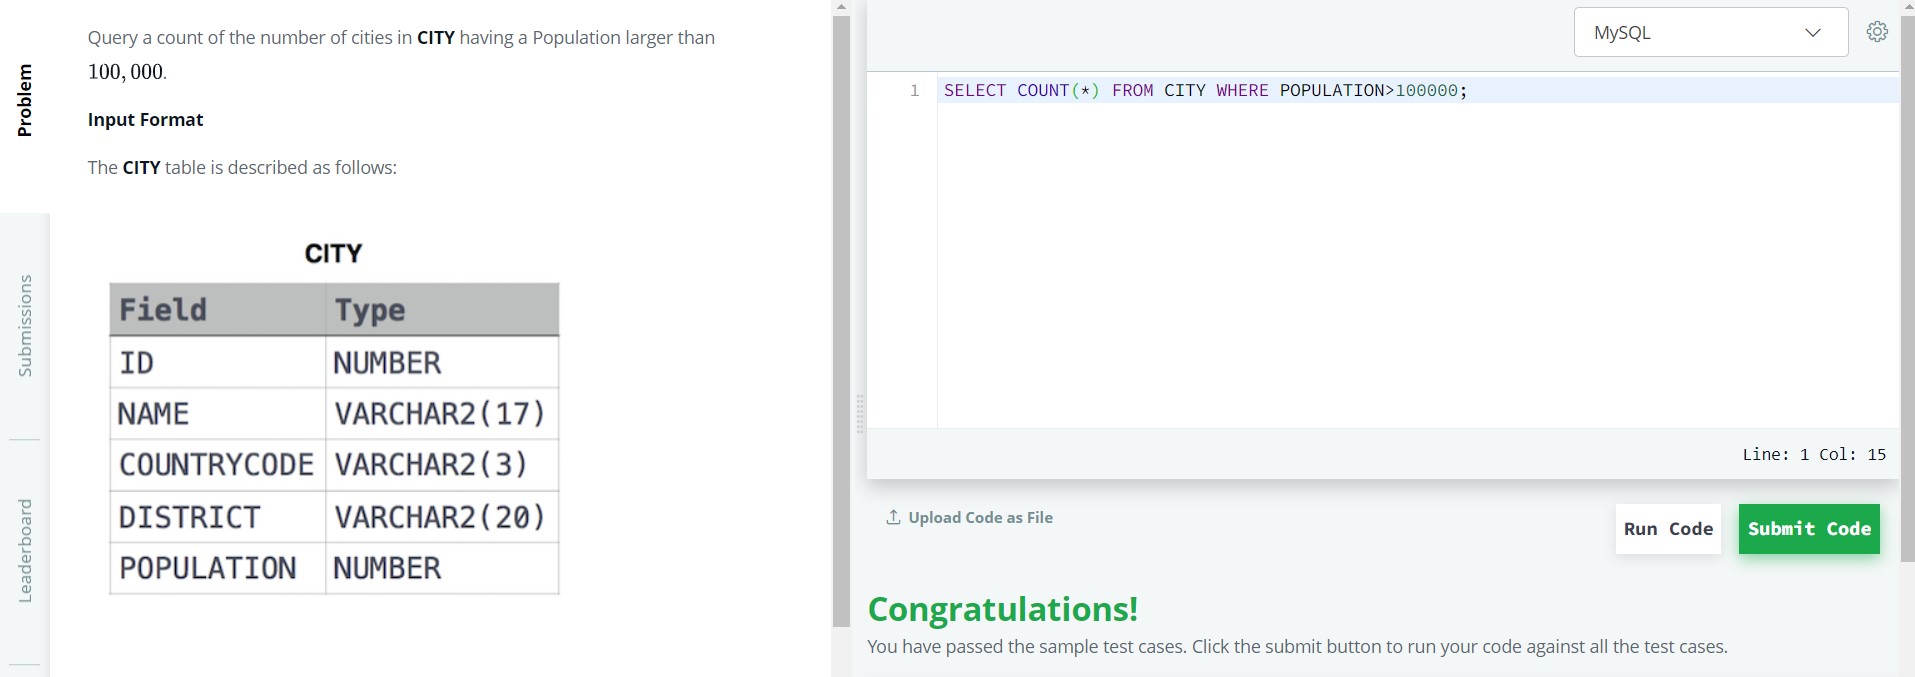 Problem
Submissions
Leaderboard
Query a count of the number of cities in CITY having a Population larger than
100, 000.
Input Format
The CITY table is described as follows:
CITY
Field Type
ID NUMBER
NAME VARCHAR2(17)
COUNTRYCODE VARCHAR2(3)
DISTRICT VARCHAR2(20)
POPULATION NUMBER
MySQL
1 SELECT COUNT(*) FROM CITY WHERE POPULATION>100000;
Line: 1 Col: 15
Upload Code as File
Run Code
Submit Code
Congratulations!
You have passed the sample test cases. Click the submit button to run your code against all the test cases.